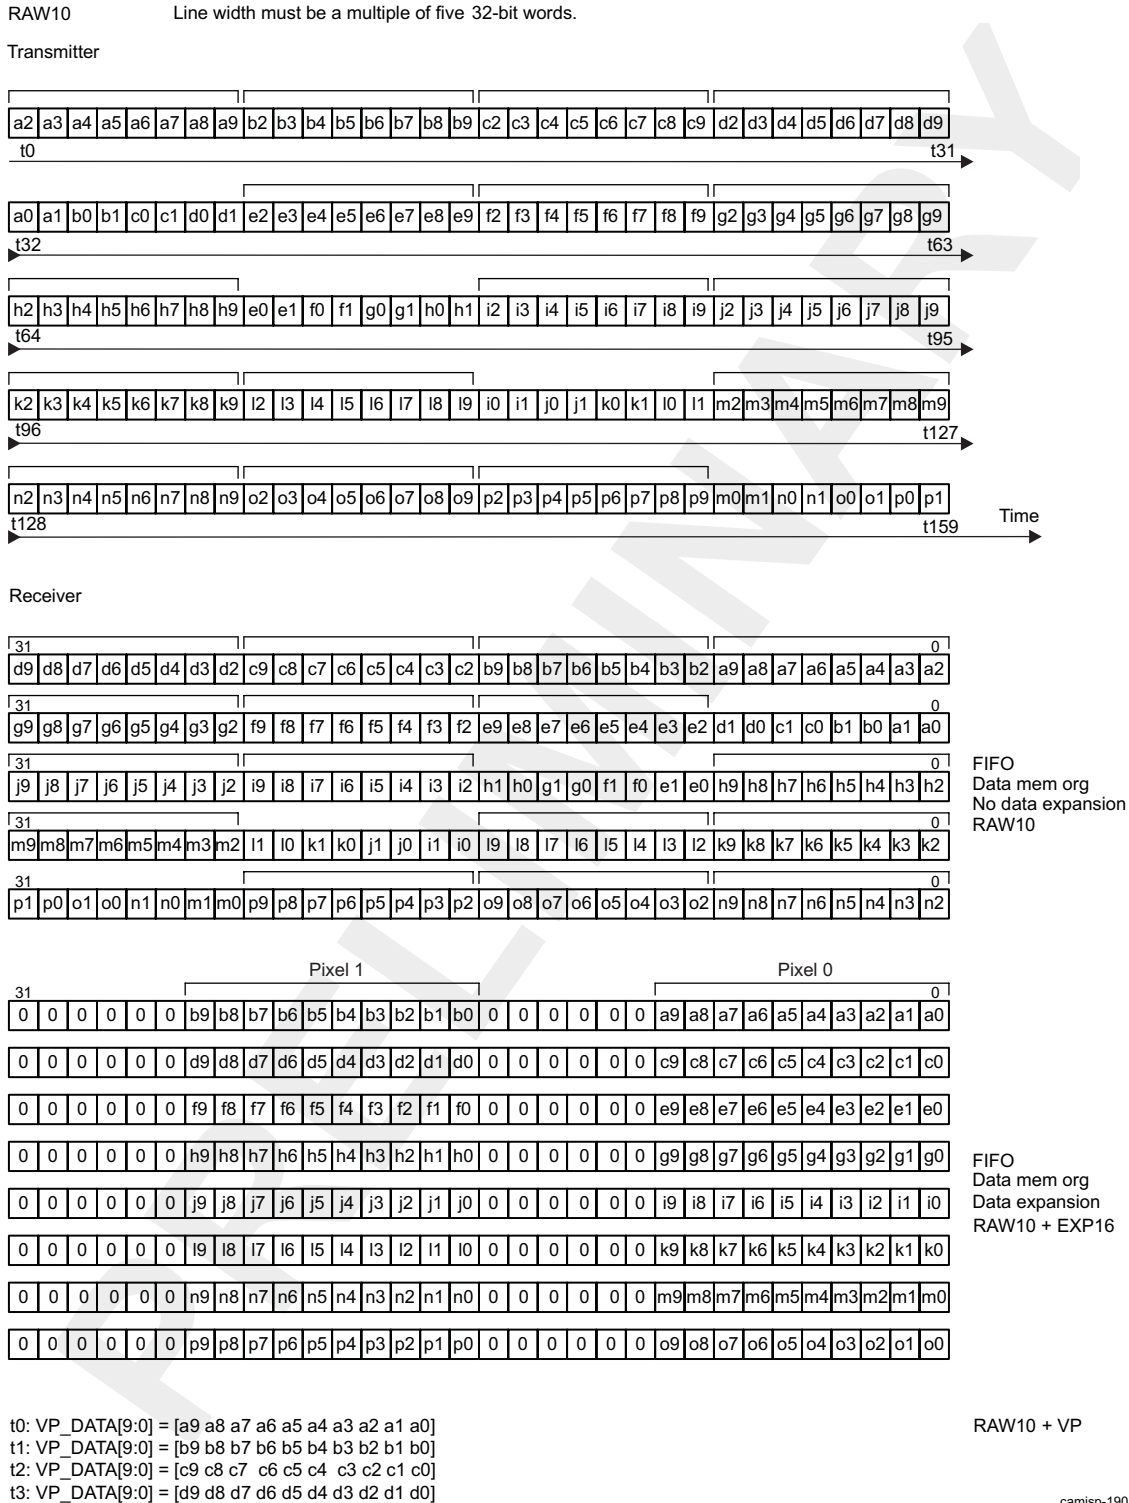 RAW10 Line width must be a multiple of five 32-bit words.
Transmitter
a2 a3 a4 a5 a6 a7 a8 a9 b2 b3 b4 b5 b6 b7 b8 b9 c2 c3 c4 c5 c6 c7 c8 c9 d2 d3 d4 d5 d6 d7 d8 d9
t0 t31
a0 a1 b0 b1 c0 c1 d0 d1 e2 e3 e4 e5 e6 e7 e8 e9 f2 f3 f4 f5 f6 f7 f8 f9 g2 g3 g4 g5 g6 g7 g8 g9
t32 t63
h2 h3 h4 h5 h6 h7 h8 h9 e0 e1 f0 f1 g0 g1 h0 h1 i2 i3 i4 i5 i6 i7 i8 i9 j2 j3 j4 j5 j6 j7 j8 j9
t64 t95
k2 k3 k4 k5 k6 k7 k8 k9 l2 l3 l4 l5 l6 l7 l8 l9 i0 i1 j0 j1 k0 k1 l0 l1 m2 m3 m4 m5 m6 m7 m8 m9
t96 t127
n2 n3 n4 n5 n6 n7 n8 n9 o2 o3 o4 o5 o6 o7 o8 o9 p2 p3 p4 p5 p6 p7 p8 p9 m0 m1 n0 n1 o0 o1 p0 p1
t128 t159 Time
Receiver
31 0
d9 d8 d7 d6 d5 d4 d3 d2 c9 c8 c7 c6 c5 c4 c3 c2 b9 b8 b7 b6 b5 b4 b3 b2 a9 a8 a7 a6 a5 a4 a3 a2
31 0
g9 g8 g7 g6 g5 g4 g3 g2 f9 f8 f7 f6 f5 f4 f3 f2 e9 e8 e7 e6 e5 e4 e3 e2 d1 d0 c1 c0 b1 b0 a1 a0
31 0
j9 j8 j7 j6 j5 j4 j3 j2 i9 i8 i7 i6 i5 i4 i3 i2 h1 h0 g1 g0 f1 f0 e1 e0 h9 h8 h7 h6 h5 h4 h3 h2
31 0
m9 m8 m7 m6 m5 m4 m3 m2 l1 l0 k1 k0 j1 j0 i1 i0 l9 l8 l7 l6 l5 l4 l3 l2 k9 k8 k7 k6 k5 k4 k3 k2
31 0
p1 p0 o1 o0 n1 n0 m1 m0 p9 p8 p7 p6 p5 p4 p3 p2 o9 o8 o7 o6 o5 o4 o3 o2 n9 n8 n7 n6 n5 n4 n3 n2
FIFO
Data mem org
No data expansion
RAW10
Pixel 1 Pixel 0
31 0
0 0 0 0 0 0 b9 b8 b7 b6 b5 b4 b3 b2 b1 b0 0 0 0 0 0 0 a9 a8 a7 a6 a5 a4 a3 a2 a1 a0
0 0 0 0 0 0 d9 d8 d7 d6 d5 d4 d3 d2 d1 d0 0 0 0 0 0 0 c9 c8 c7 c6 c5 c4 c3 c2 c1 c0
0 0 0 0 0 0 f9 f8 f7 f6 f5 f4 f3 f2 f1 f0 0 0 0 0 0 0 e9 e8 e7 e6 e5 e4 e3 e2 e1 e0
0 0 0 0 0 0 h9 h8 h7 h6 h5 h4 h3 h2 h1 h0 0 0 0 0 0 0 g9 g8 g7 g6 g5 g4 g3 g2 g1 g0
0 0 0 0 0 0 j9 j8 j7 j6 j5 j4 j3 j2 j1 j0 0 0 0 0 0 0 i9 i8 i7 i6 i5 i4 i3 i2 i1 i0
0 0 0 0 0 0 l9 l8 l7 l6 l5 l4 l3 l2 l1 l0 0 0 0 0 0 0 k9 k8 k7 k6 k5 k4 k3 k2 k1 k0
0 0 0 0 0 0 n9 n8 n7 n6 n5 n4 n3 n2 n1 n0 0 0 0 0 0 0 m9 m8 m7 m6 m5 m4 m3 m2 m1 m0
0 0 0 0 0 0 p9 p8 p7 p6 p5 p4 p3 p2 p1 p0 0 0 0 0 0 0 o9 o8 o7 o6 o5 o4 o3 o2 o1 o0
FIFO
Data mem org
Data expansion
RAW10 + EXP16
t0: VP_DATA[9:0] = [a9 a8 a7 a6 a5 a4 a3 a2 a1 a0] RAW10 + VP
t1: VP_DATA[9:0] = [b9 b8 b7 b6 b5 b4 b3 b2 b1 b0]
t2: VP_DATA[9:0] = [c9 c8 c7 c6 c5 c4 c3 c2 c1 c0]
t3: VP_DATA[9:0] = [d9 d8 d7 d6 d5 d4 d3 d2 d1 d0]
camisp-190
PRELIMINARY